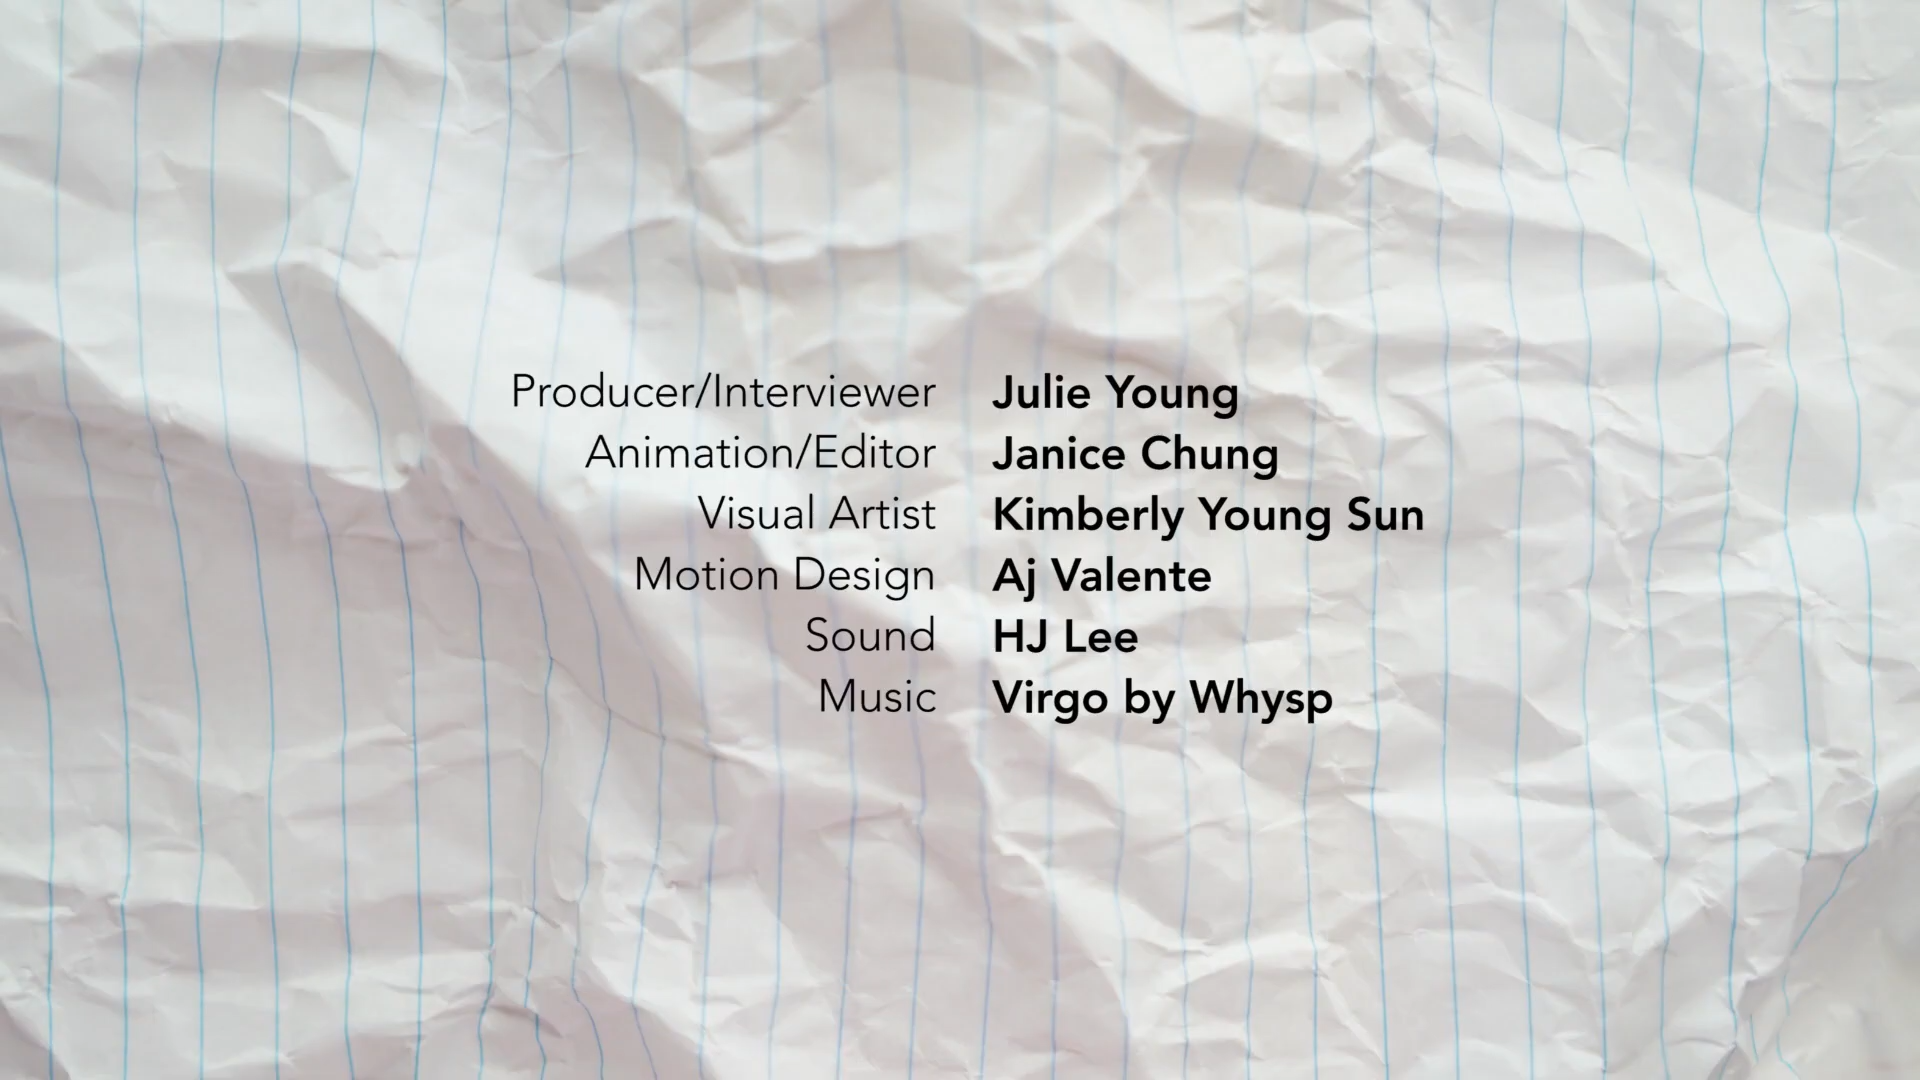 Producer/Interviewer Julie Young
Animation/Editor Janice Chung
Visual Artist Kimberly Young Sun
Motion Design Aj Valente
Sound HJ Lee
Music Virgo by Whysp